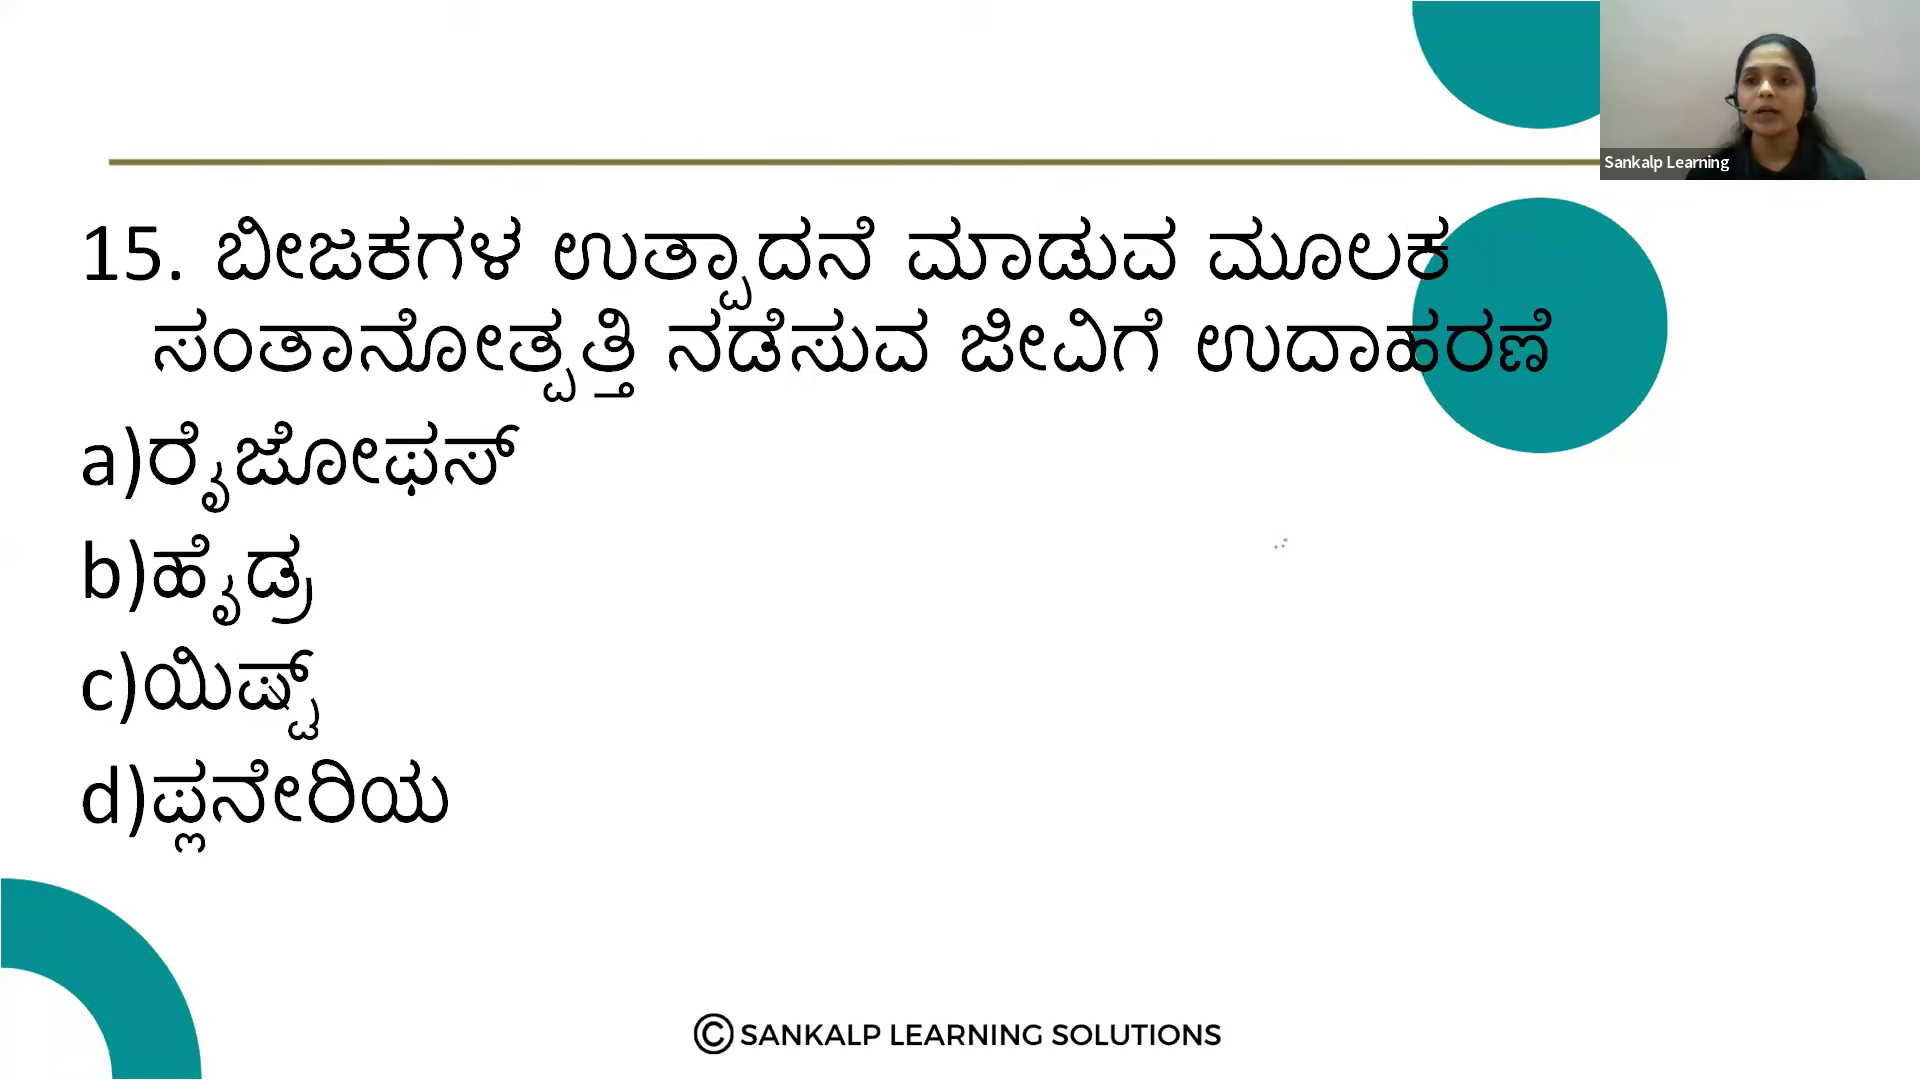 Sankalp Learning
15. ಬೀಜಕಗಳ ಉತ್ಪಾದನೆ ಮಾಡುವ ಮೂಲಕ
ಸಂತಾನೋತ್ಪತ್ತಿ ನಡೆಸುವ ಜೀವಿಗೆ ಉದಾಹರಣೆ
a)ರೈಜೋಫಸ್
b)ಹೈಡ್ರ
c)ಯಿಷ್ಟ್
d)ಪ್ಲನೇರಿಯ
© SANKALP LEARNING SOLUTIONS